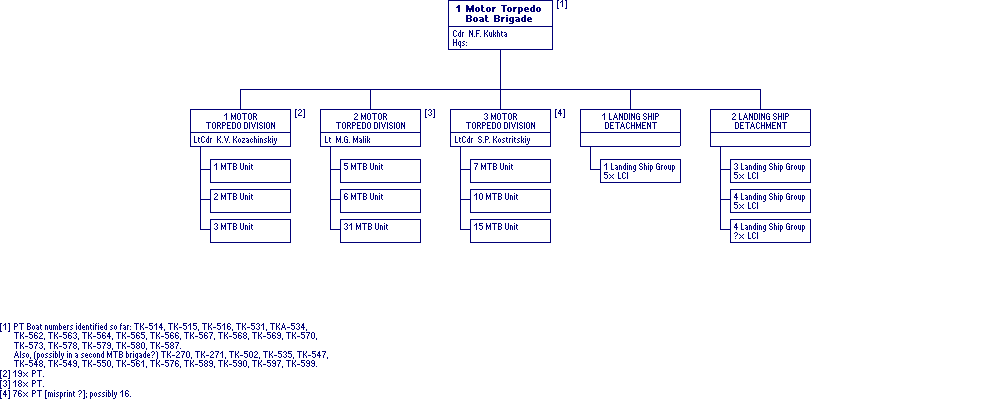 1 Motor Torpedo
Boat Brigade
[1]
Cdr N.F. Kukhta
Hqs:
1 MOTOR
TORPEDO DIVISION
[2]
LtCdr K.V. Kozachinskiy
1 MTB Unit
2 MTB Unit
3 MTB Unit
2 MOTOR
TORPEDO DIVISION
[3]
Lt M.G. Malik
5 MTB Unit
6 MTB Unit
31 MTB Unit
3 MOTOR
TORPEDO DIVISION
[4]
LtCdr S.P. Kostritskiy
7 MTB Unit
10 MTB Unit
15 MTB Unit
1 LANDING SHIP
DETACHMENT
1 Landing Ship Group
5x LCI
2 LANDING SHIP
DETACHMENT
3 Landing Ship Group
5x LCI
4 Landing Ship Group
5x LCI
4 Landing Ship Group
?x LCI
[1] PT Boat numbers identified so far: TK-514, TK-515, TK-516, TK-531, TKA-534,
TK-562, TK-563, TK-564, TK-565, TK-566, TK-567, TK-568, TK-569, TK-570,
TK-573, TK-578, TK-579, TK-580, TK-587.
Also, (possibly in a second MTB brigade?) TK-270, TK-271, TK-502, TK-535, TK-547,
TK-548, TK-549, TK-550, TK-561, TK-576, TK-589, TK-590, TK-597, TK-599.
[2] 19x PT.
[3] 18x PT.
[4] 76x PT [misprint ?]; possibly 16.